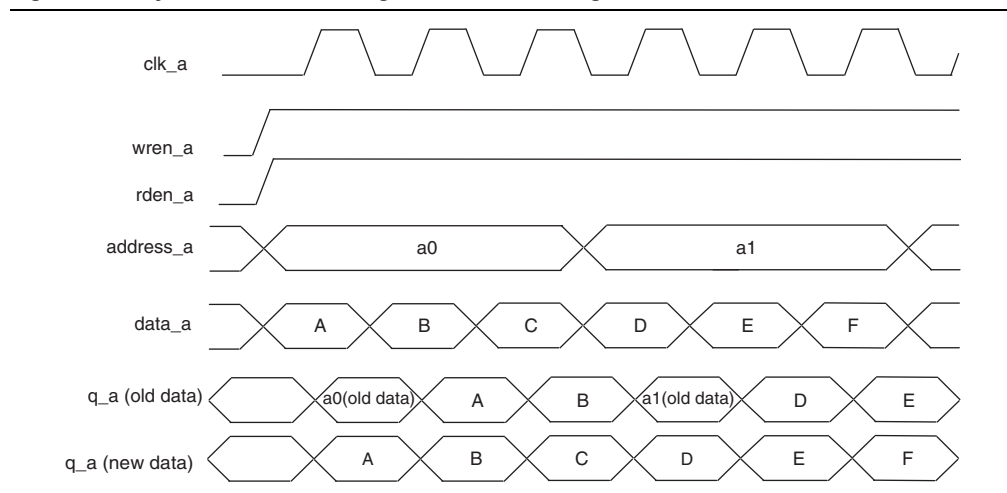 clk_a
wren_a
rden_a
address_a a0 a1
data_a A B C D E F
q_a (old data) a0(old data) A B a1(old data) D E
q_a (new data) A B C D E F